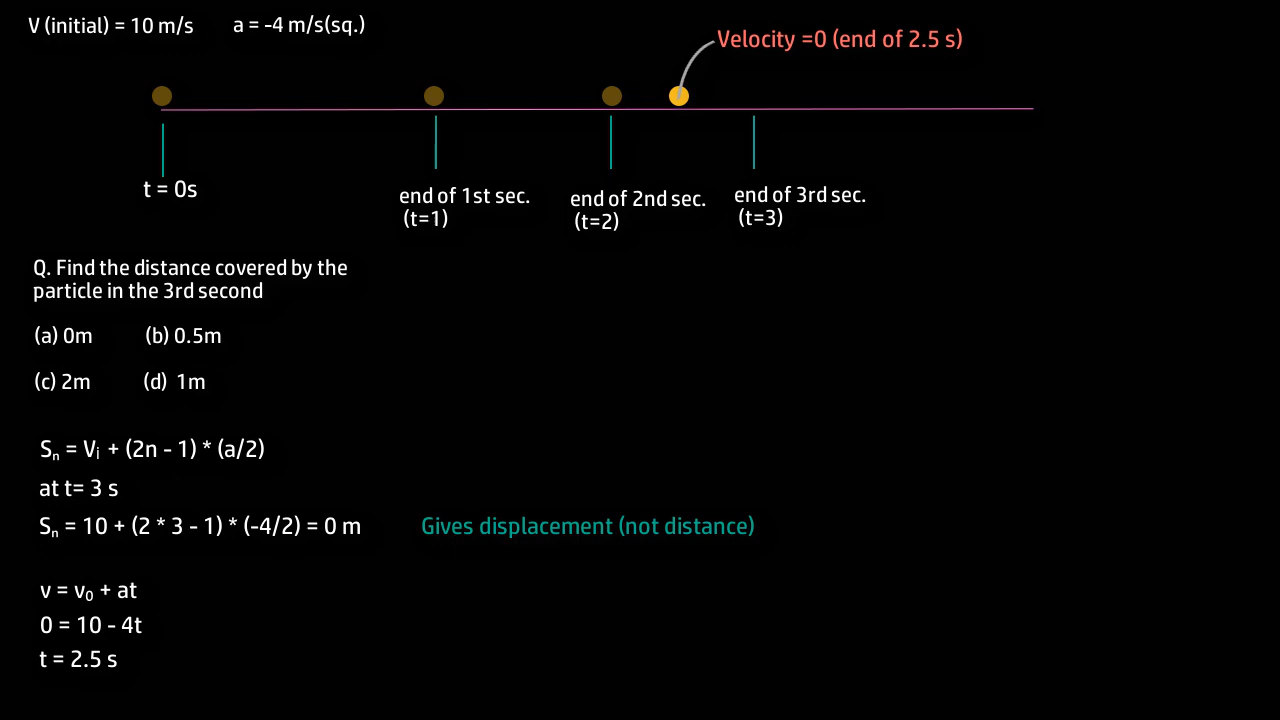 V (initial) = 10 m/s a = -4 m/s(sq.)
Velocity =0 (end of 2.5 s)
t = 0s
end of 1st sec.
(t=1)
end of 2nd sec.
(t=2)
end of 3rd sec.
(t=3)
Q. Find the distance covered by the
particle in the 3rd second
(a) 0m (b) 0.5m
(c) 2m (d) 1m
Sₙ = Vᵢ + (2n - 1) * (a/2)
at t= 3 s
Sₙ = 10 + (2 * 3 - 1) * (-4/2) = 0 m Gives displacement (not distance)
v = v₀ + at
0 = 10 - 4t
t = 2.5 s